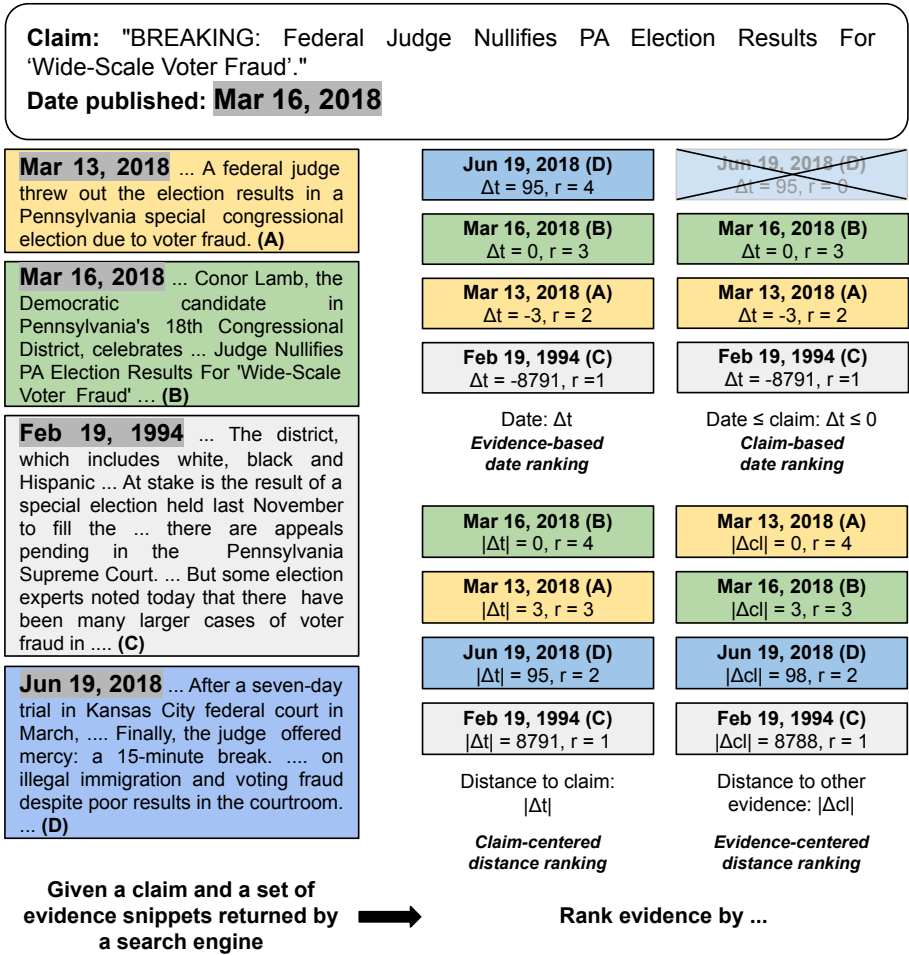 Claim: "BREAKING: Federal Judge Nullifies PA Election Results For
‘Wide-Scale Voter Fraud’."
Date published: Mar 16, 2018
Mar 13, 2018 ... A federal judge
threw out the election results in a
Pennsylvania special congressional
election due to voter fraud. (A)
Mar 16, 2018 ... Conor Lamb, the
Democratic candidate in
Pennsylvania's 18th Congressional
District, celebrates ... Judge Nullifies
PA Election Results For 'Wide-Scale
Voter Fraud' ... (B)
Feb 19, 1994 ... The district,
which includes white, black and
Hispanic ... At stake is the result of a
special election held last November
to fill the ... there are appeals
pending in the Pennsylvania
Supreme Court. ... But some election
experts noted today that there have
been many larger cases of voter
fraud in .... (C)
Jun 19, 2018 ... After a seven-day
trial in Kansas City federal court in
March, .... Finally, the judge offered
mercy: a 15-minute break. .... on
illegal immigration and voting fraud
despite poor results in the courtroom.
... (D)
Given a claim and a set of
evidence snippets returned by
a search engine
Jun 19, 2018 (D)
Δt = 95, r = 4
Mar 16, 2018 (B)
Δt = 0, r = 3
Mar 13, 2018 (A)
Δt = -3, r = 2
Feb 19, 1994 (C)
Δt = -8791, r =1
Date: Δt
Evidence-based
date ranking
Jun 19, 2018 (D)
Δt = 95, r = 0
Mar 16, 2018 (B)
Δt = 0, r = 3
Mar 13, 2018 (A)
Δt = -3, r = 2
Feb 19, 1994 (C)
Δt = -8791, r =1
Date ≤ claim: Δt ≤ 0
Claim-based
date ranking
Mar 16, 2018 (B)
|Δt| = 0, r = 4
Mar 13, 2018 (A)
|Δt| = 3, r = 3
Jun 19, 2018 (D)
|Δt| = 95, r = 2
Feb 19, 1994 (C)
|Δt| = 8791, r = 1
Distance to claim:
|Δt|
Claim-centered
distance ranking
Mar 13, 2018 (A)
|Δcl| = 0, r = 4
Mar 16, 2018 (B)
|Δcl| = 3, r = 3
Jun 19, 2018 (D)
|Δcl| = 98, r = 2
Feb 19, 1994 (C)
|Δcl| = 8788, r = 1
Distance to other
evidence: |Δcl|
Evidence-centered
distance ranking
Rank evidence by ...